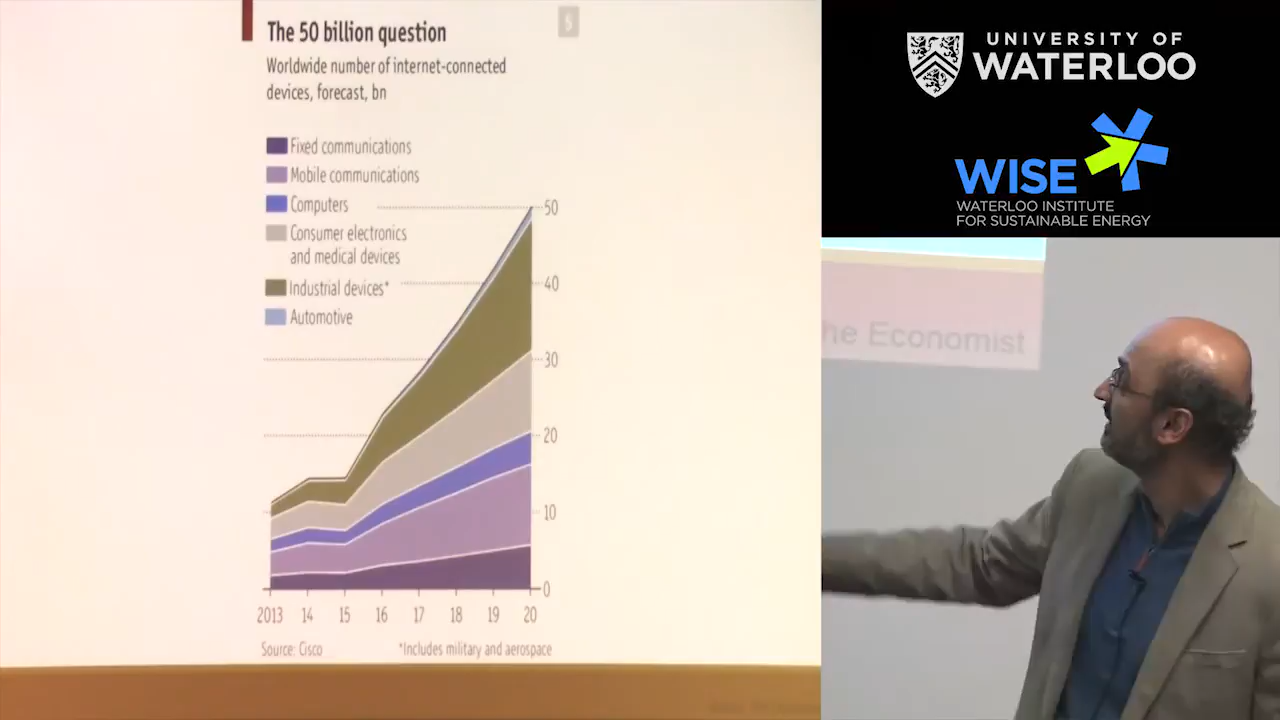 The 50 billion question
$
Worldwide number of internet-connected
devices, forecast, bn
Fixed communications
Mobile communications
Computers
Consumer electronics
and medical devices
Industrial devices*
Automotive
50
40
30
20
10
0
2013 14 15 16 17 18 19 20
Source: Cisco
*Includes military and aerospace
UNIVERSITY OF
WATERLOO
WISE
WATERLOO INSTITUTE
FOR SUSTAINABLE ENERGY
he Economist